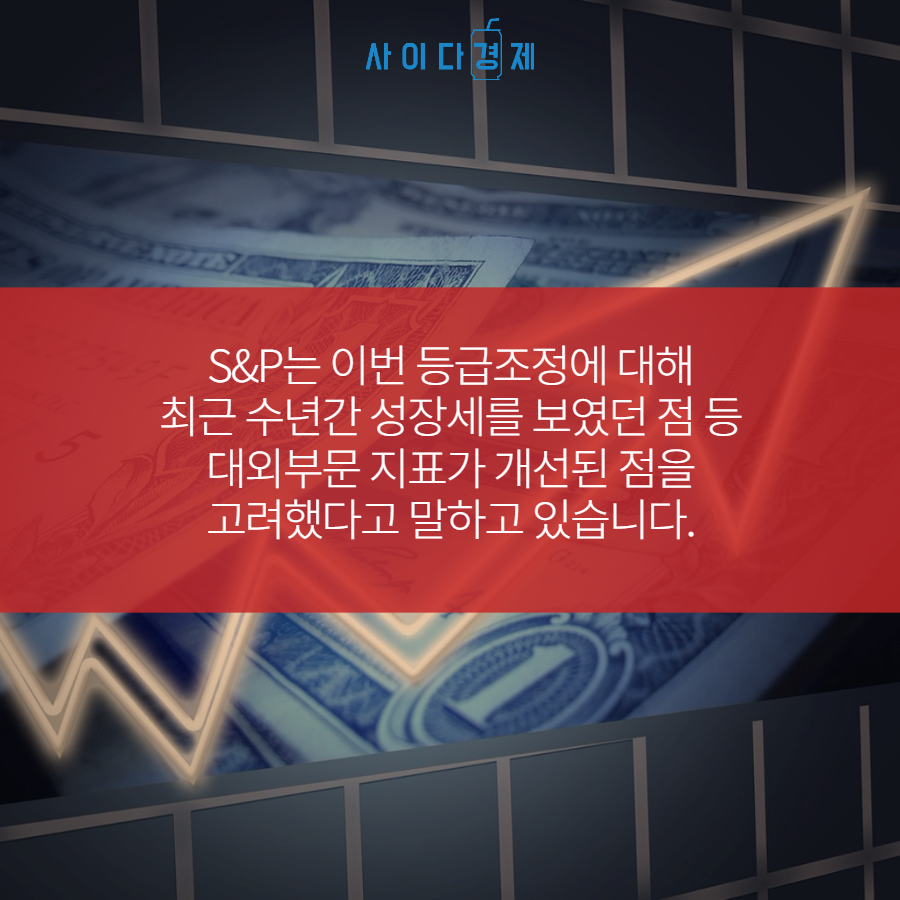 사이다경제
S&P는 이번 등급조정에 대해
최근 수년간 성장세를 보였던 점 등
대외부문 지표가 개선된 점을
고려했다고 말하고 있습니다.
5
1